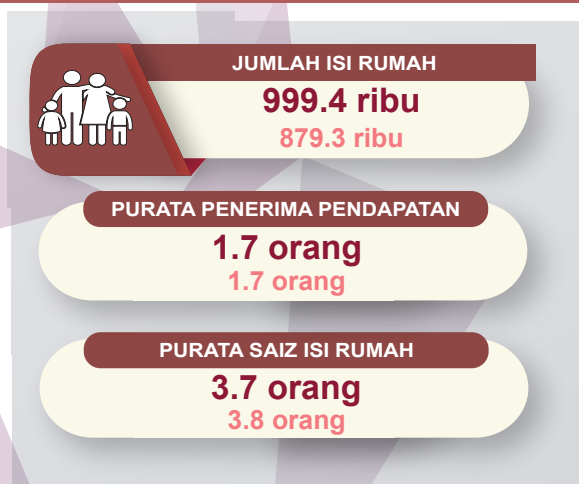 JUMLAH ISI RUMAH
999.4 ribu
879.3 ribu
PURATA PENERIMA PENDAPATAN
1.7 orang
1.7 orang
PURATA SAIZ ISI RUMAH
3.7 orang
3.8 orang